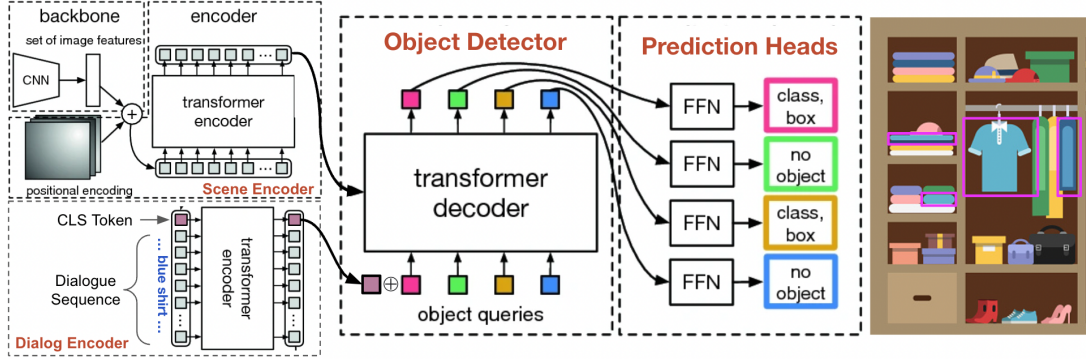 backbone
set of image features
CNN
+
positional encoding
encoder
transformer
encoder
Scene Encoder
CLS Token
Dialogue
Sequence
... blue shirt ...
transformer
encoder
Dialog Encoder
Object Detector
transformer
decoder
object queries
Prediction Heads
FFN
class,
box
FFN
no
object
FFN
class,
box
FFN
no
object